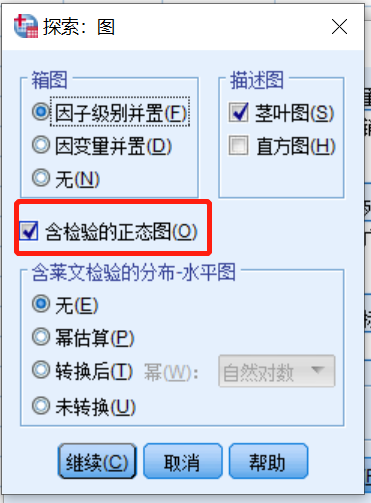 探索：图
箱图
因子级别并置(F)
因变量并置(D)
无(N)
描述图
茎叶图(S)
直方图(H)
含检验的正态图(O)
含莱文检验的分布-水平图
无(E)
幂估算(P)
转换后(T) 幂(W)： 自然对数
未转换(U)
继续(C) 取消 帮助